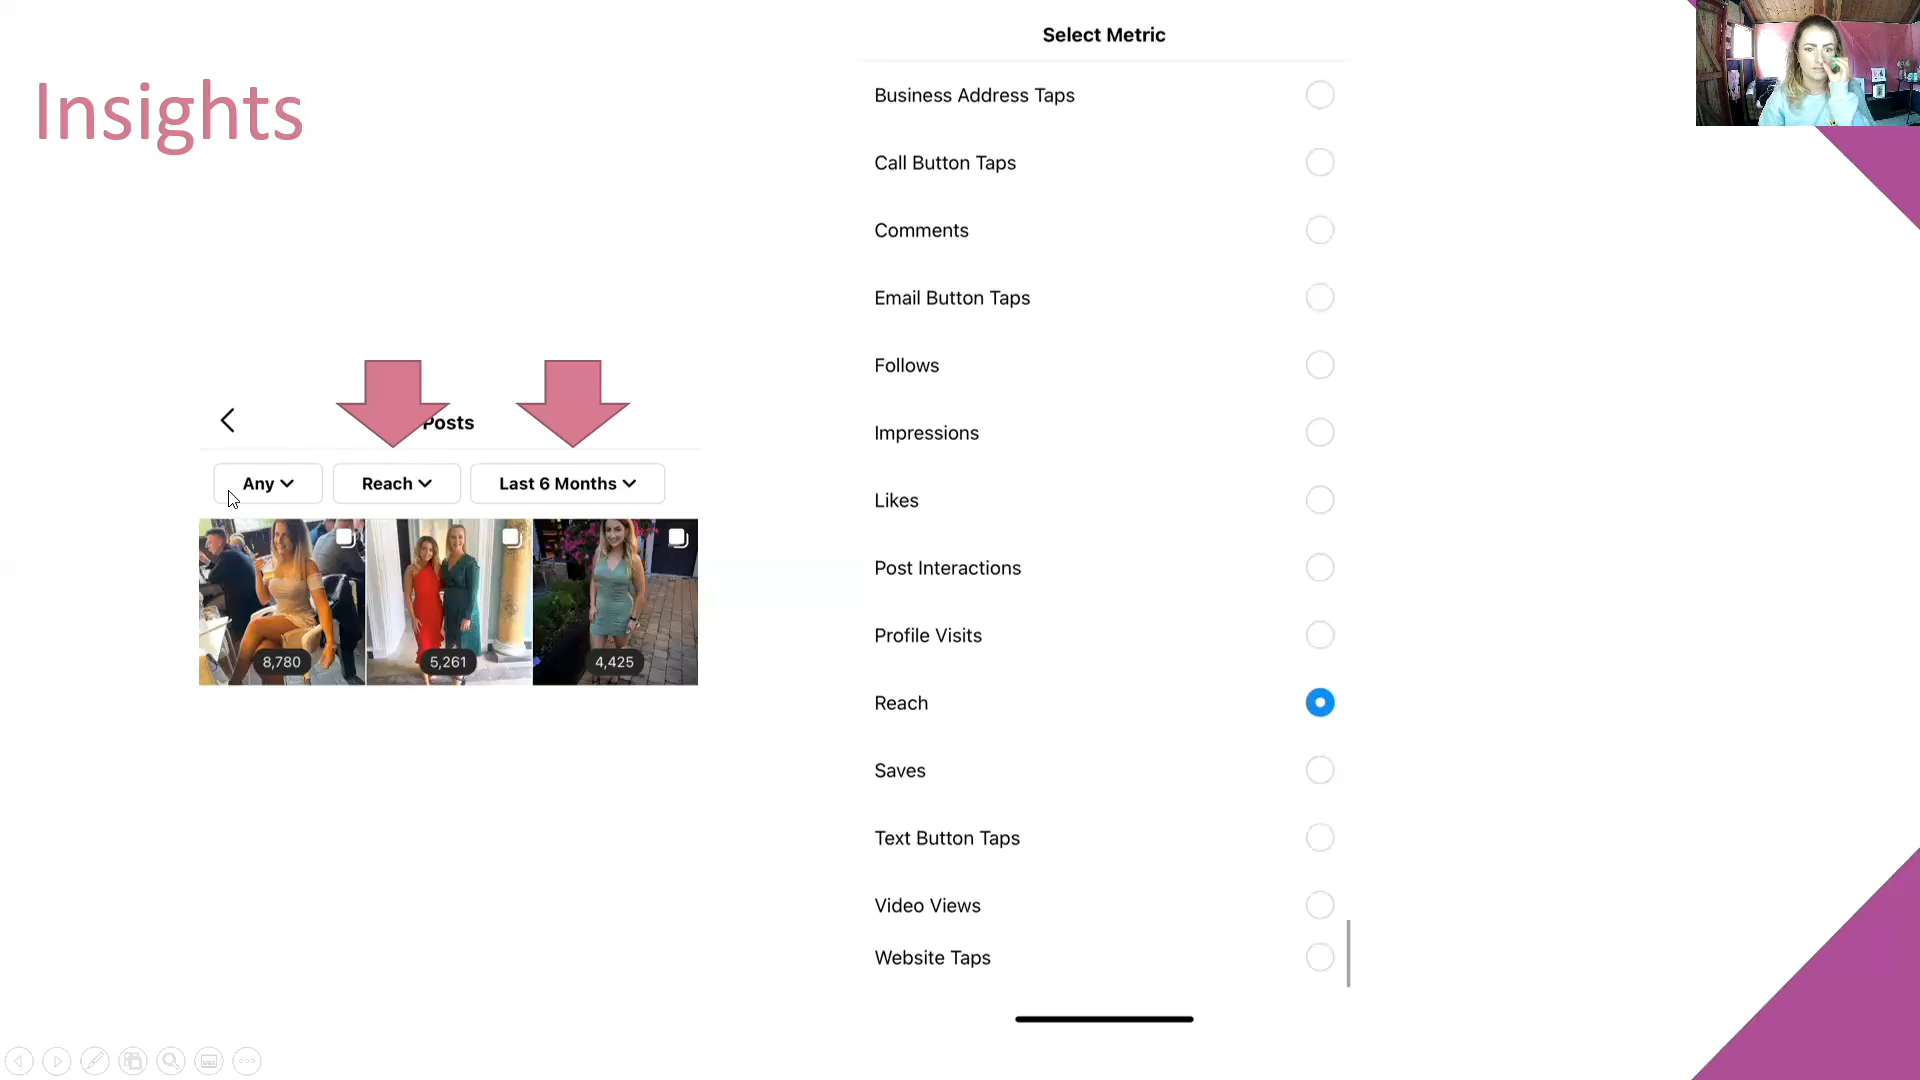 Insights
Posts
Any
Reach
Last 6 Months
8,780
5,261
4,425
Select Metric
Business Address Taps
Call Button Taps
Comments
Email Button Taps
Follows
Impressions
Likes
Post Interactions
Profile Visits
Reach
Saves
Text Button Taps
Video Views
Website Taps